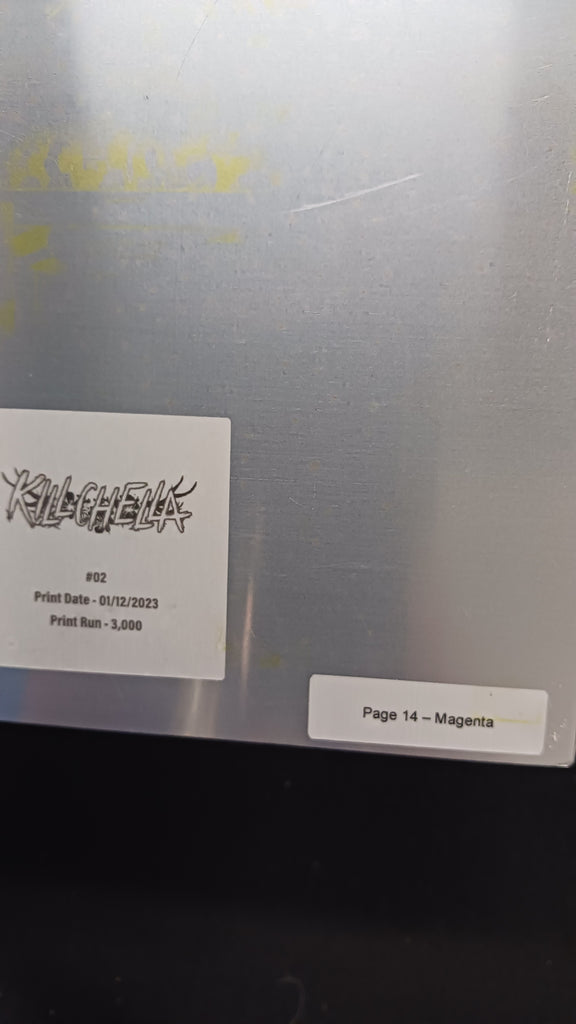 KILLCHELLA
#02
Print Date - 01/12/2023
Print Run - 3,000
Page 14 – Magenta